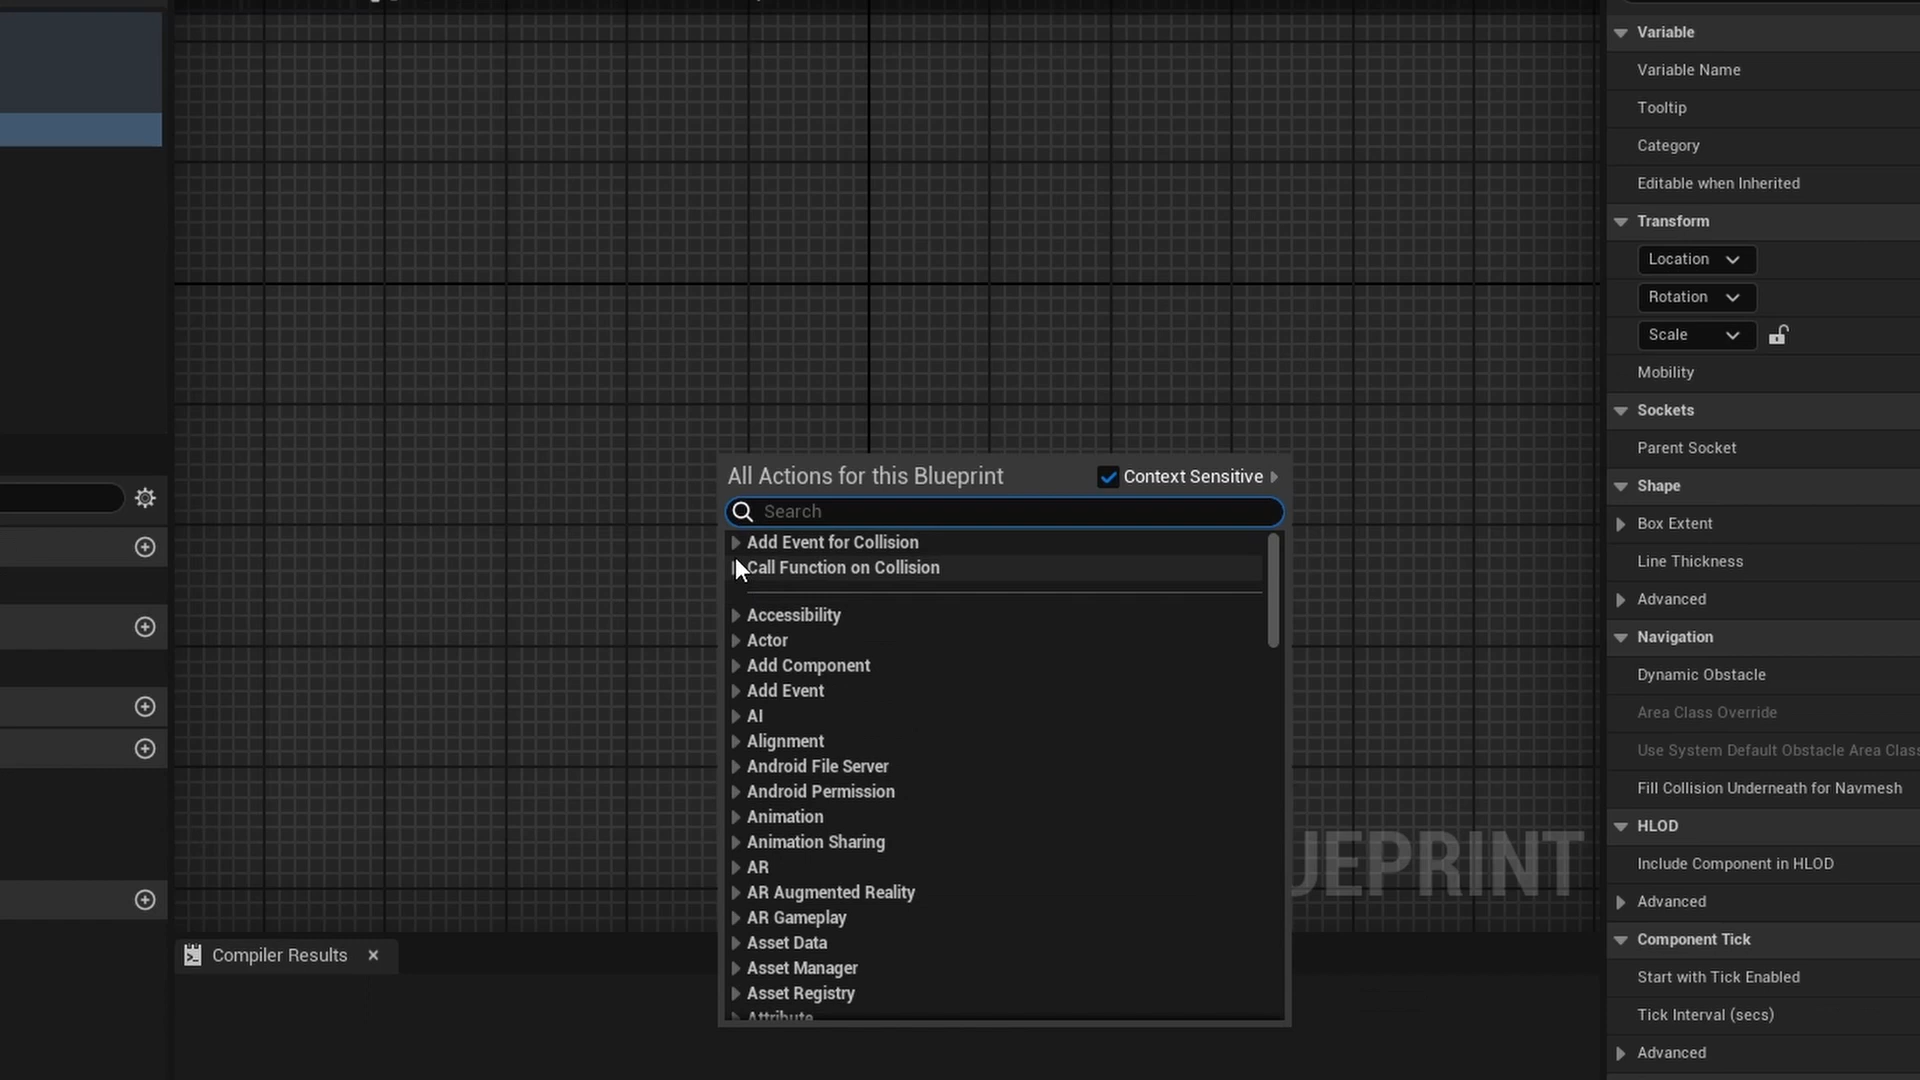 All Actions for this Blueprint
Context Sensitive
Search
Add Event for Collision
Call Function on Collision
Accessibility
Actor
Add Component
Add Event
AI
Alignment
Android File Server
Android Permission
Animation
Animation Sharing
AR
AR Augmented Reality
AR Gameplay
Asset Data
Asset Manager
Asset Registry
Attribute
UEPRINT
Compiler Results
Variable
Variable Name
Tooltip
Category
Editable when Inherited
Transform
Location
Rotation
Scale
Mobility
Sockets
Parent Socket
Shape
Box Extent
Line Thickness
Advanced
Navigation
Dynamic Obstacle
Area Class Override
Use System Default Obstacle Area Class
Fill Collision Underneath for Navmesh
HLOD
Include Component in HLOD
Advanced
Component Tick
Start with Tick Enabled
Tick Interval (secs)
Advanced